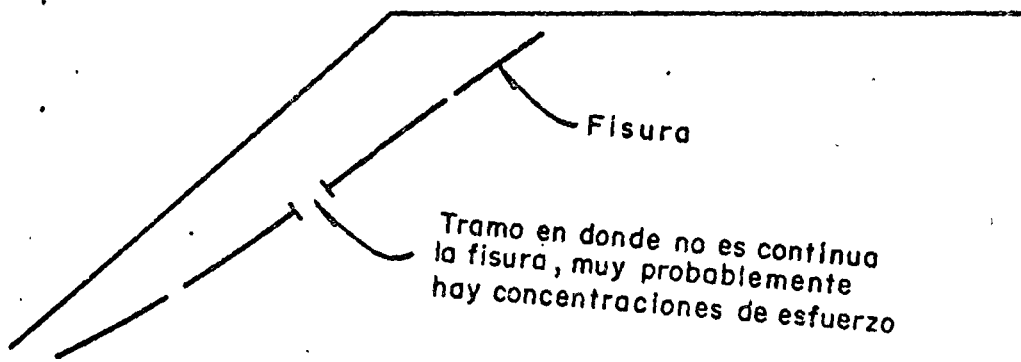 Fisura
Tramo en donde no es continua
la fisura, muy probablemente
hay concentraciones de esfuerzo